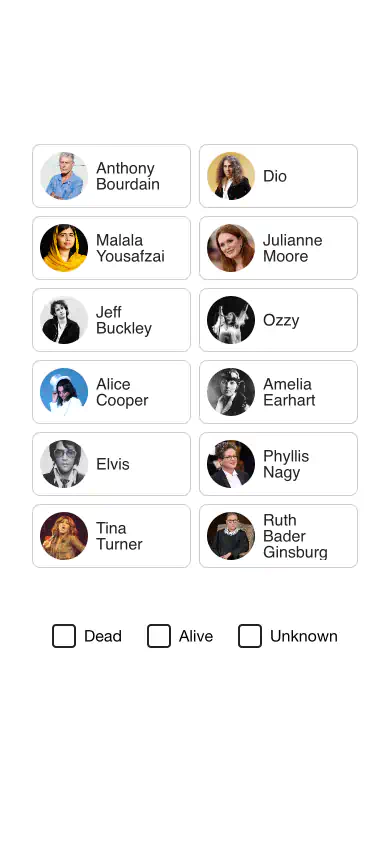 Anthony
Bourdain
Dio
Malala
Yousafzai
Julianne
Moore
Jeff
Buckley
Ozzy
Alice
Cooper
Amelia
Earhart
Elvis
Phyllis
Nagy
Tina
Turner
Ruth
Bader
Ginsburg
Dead
Alive
Unknown